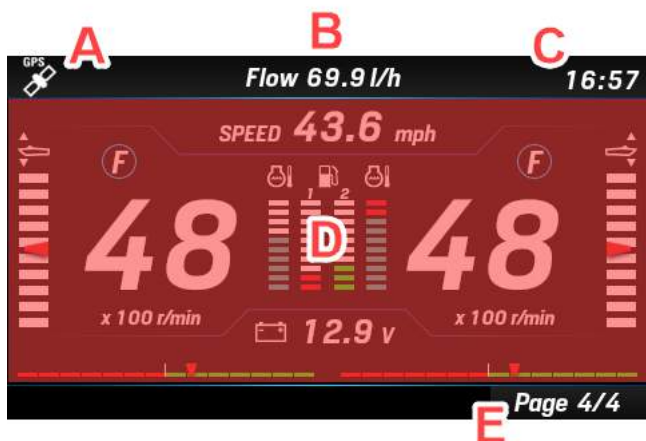 A
B
C
GPS
Flow 69.9 l/h
16:57
SPEED 43.6 mph
F
F
1 2
48
D
48
x 100 r/min
x 100 r/min
12.9 v
Page 4/4
E